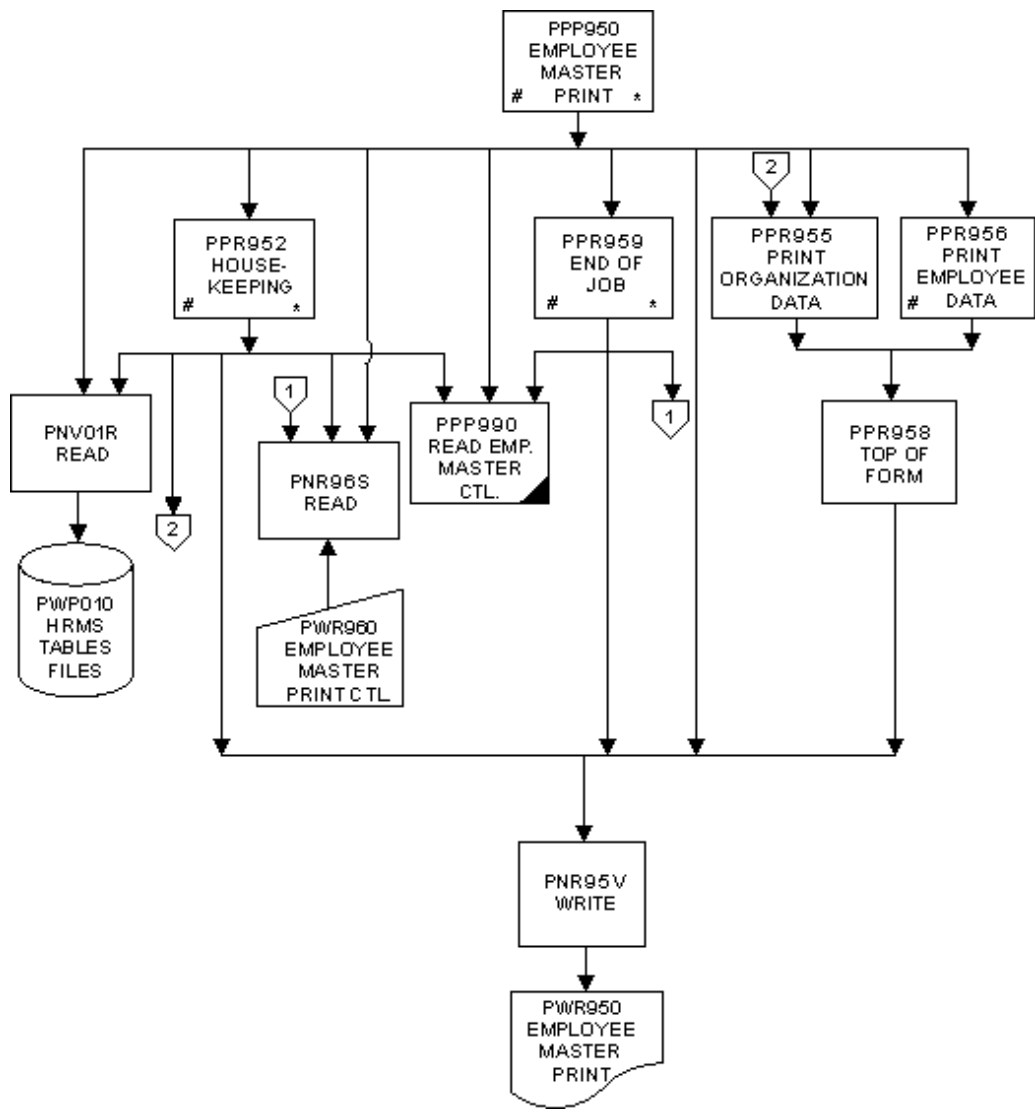 PPP950
EMPLOYEE
MASTER
# PRINT *
2
PPR952
HOUSE-
KEEPING
# *
PPR959
END OF
JOB
# *
PPR955
PRINT
ORGANIZATION
DATA
PPR956
PRINT
EMPLOYEE
# DATA
PNV01R
READ
2
1
PNR96S
READ
PPP990
READ EMP.
MASTER
CTL.
1
PPR958
TOP OF
FORM
PWP010
HRMS
TABLES
FILES
PWR960
EMPLOYEE
MASTER
PRINT CTL
PNR95V
WRITE
PWR950
EMPLOYEE
MASTER
PRINT